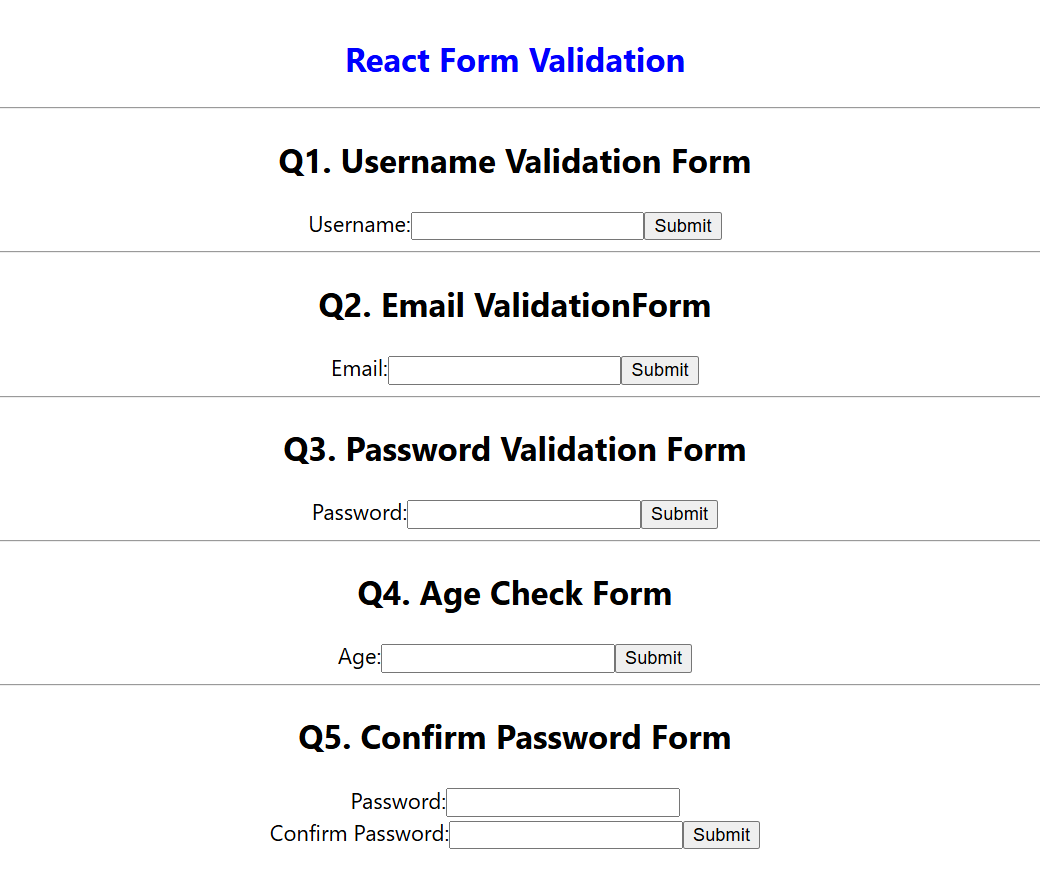 React Form Validation
Q1. Username Validation Form
Username: Submit
Q2. Email ValidationForm
Email: Submit
Q3. Password Validation Form
Password: Submit
Q4. Age Check Form
Age: Submit
Q5. Confirm Password Form
Password:
Confirm Password: Submit